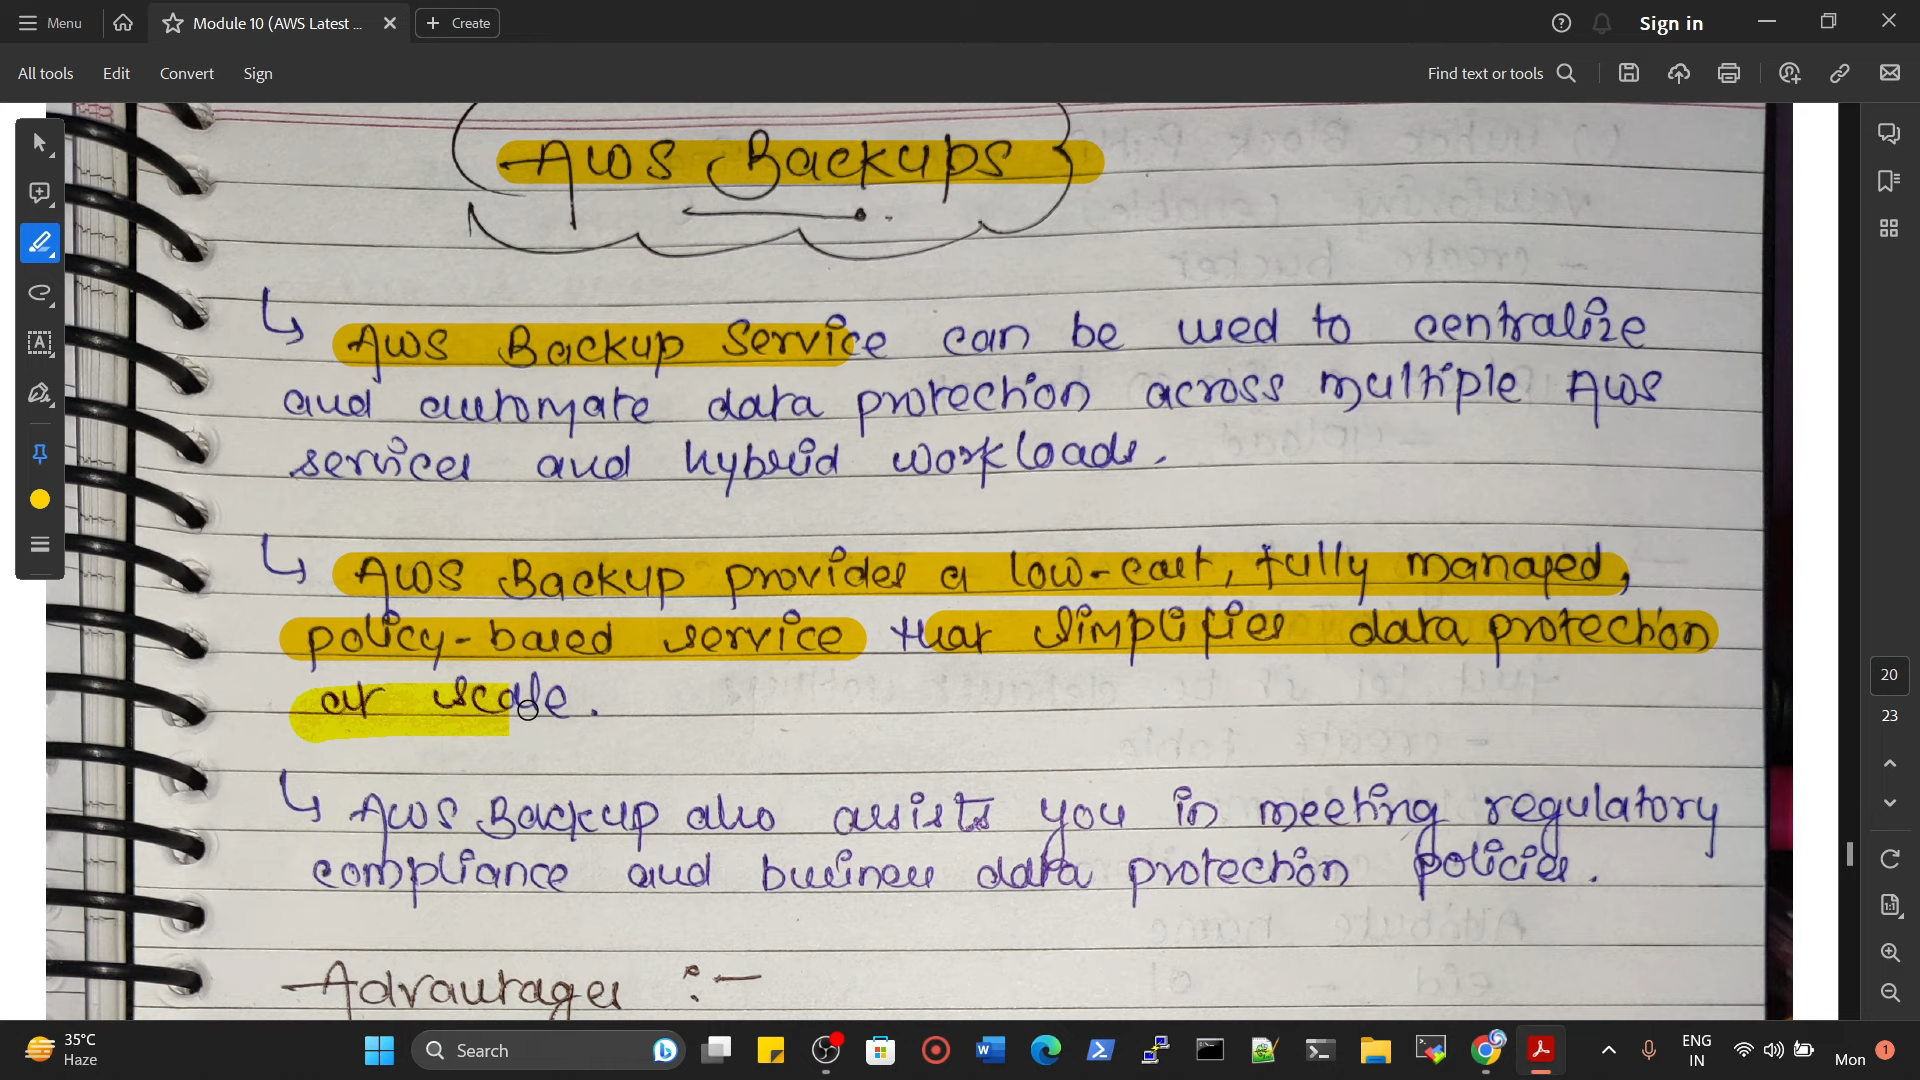 Menu
Module 10 (AWS Latest ...
Create
Sign in
All tools
Edit
Convert
Sign
Find text or tools
AWS Backups
↳ AWS Backup Service can be used to centralize
and automate data protection across multiple AWS
services and hybrid workloads.
↳ AWS Backup provides a low-cost, fully managed,
policy-based service that simplifies data protection
at scale.
↳ AWS Backup also assists you in meeting regulatory
compliance and business data protection policies.
Advantages :-
20
23
35°C
Haze
Search
ENG
IN
Mon
1